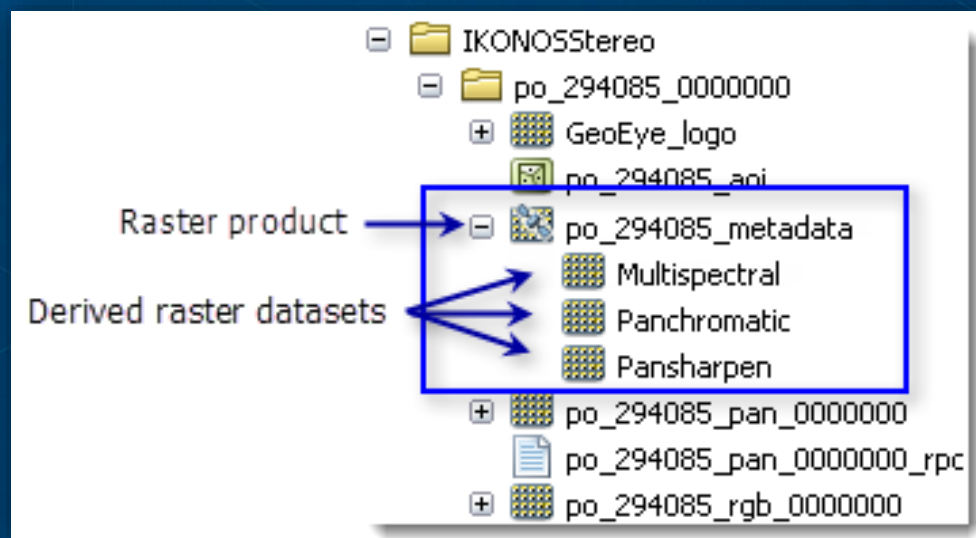 IKONOSStereo
po_294085_0000000
GeoEye_logo
po_294085_aoi
Raster product
po_294085_metadata
Multispectral
Derived raster datasets
Panchromatic
Pansharpen
po_294085_pan_0000000
po_294085_pan_0000000_rpc
po_294085_rgb_0000000